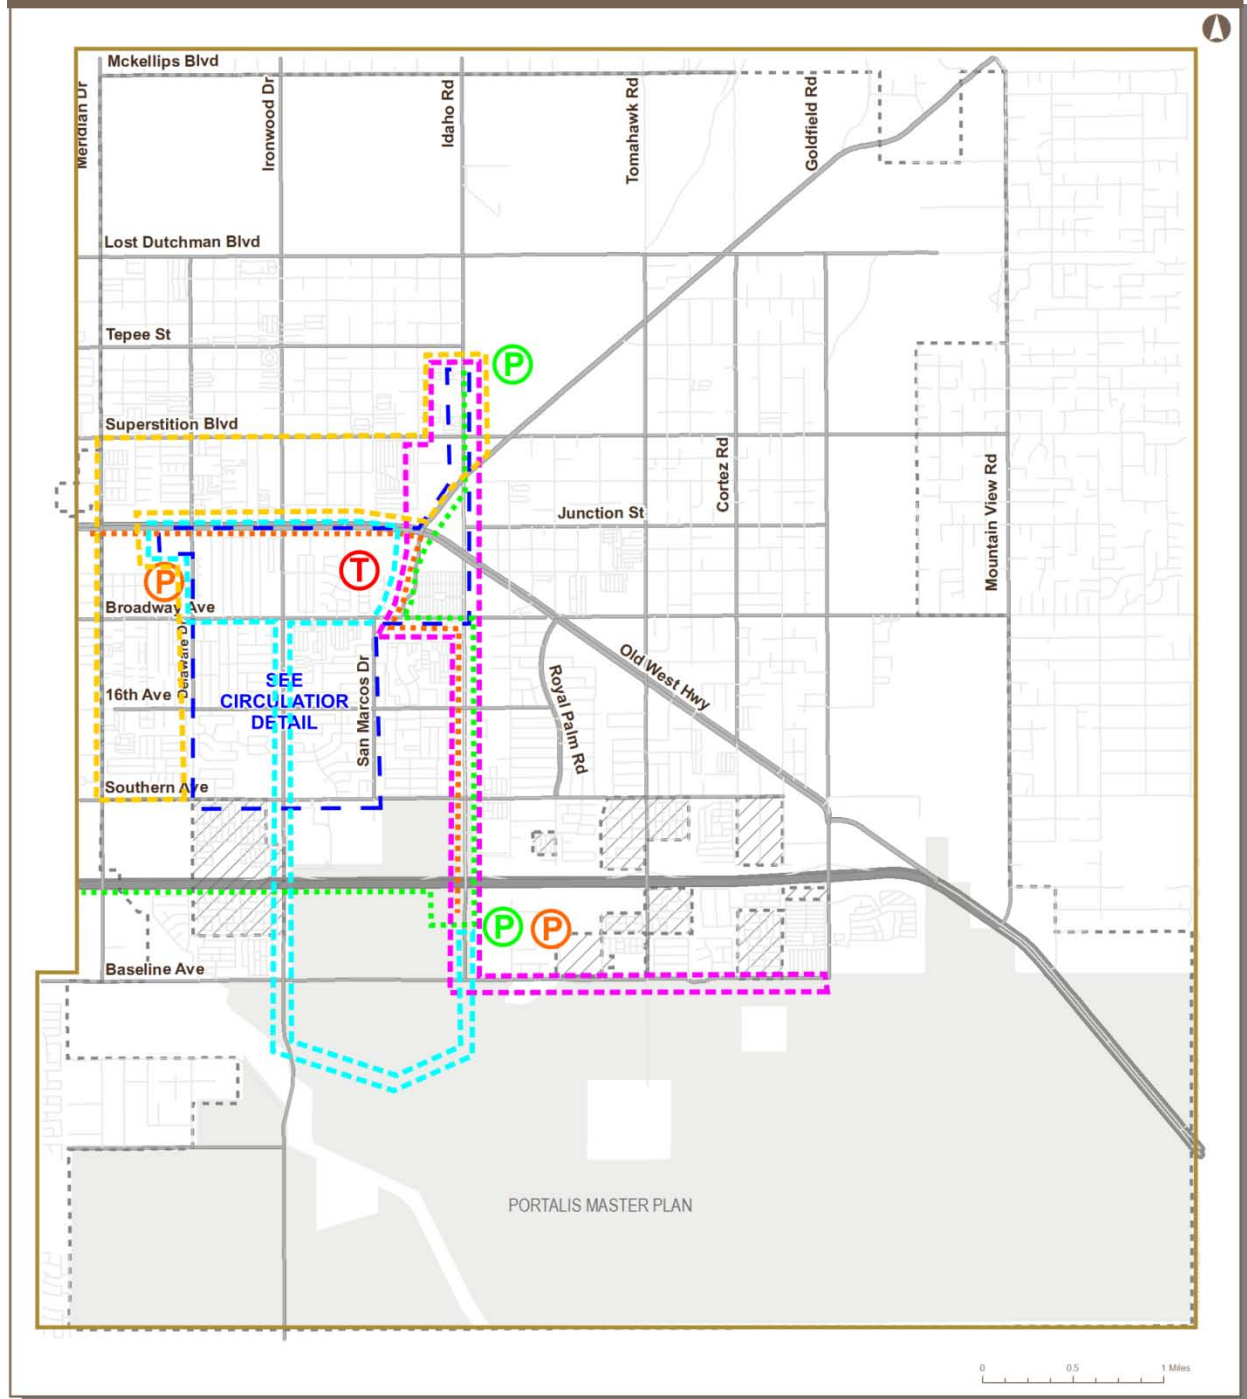 Mckellips Blvd
Meridian Dr
Ironwood Dr
Idaho Rd
Tomahawk Rd
Goldfield Rd
Lost Dutchman Blvd
Tepee St
P
Superstition Blvd
Cortez Rd
Mountain View Rd
Junction St
T
P
Broadway Ave
Delaware Dr
SEE
CIRCULATIOR
DETAIL
16th Ave
San Marcos Dr
Royal Palm Rd
Old West Hwy
Southern Ave
P
P
Baseline Ave
PORTALIS MASTER PLAN
0 0.5 1 Miles